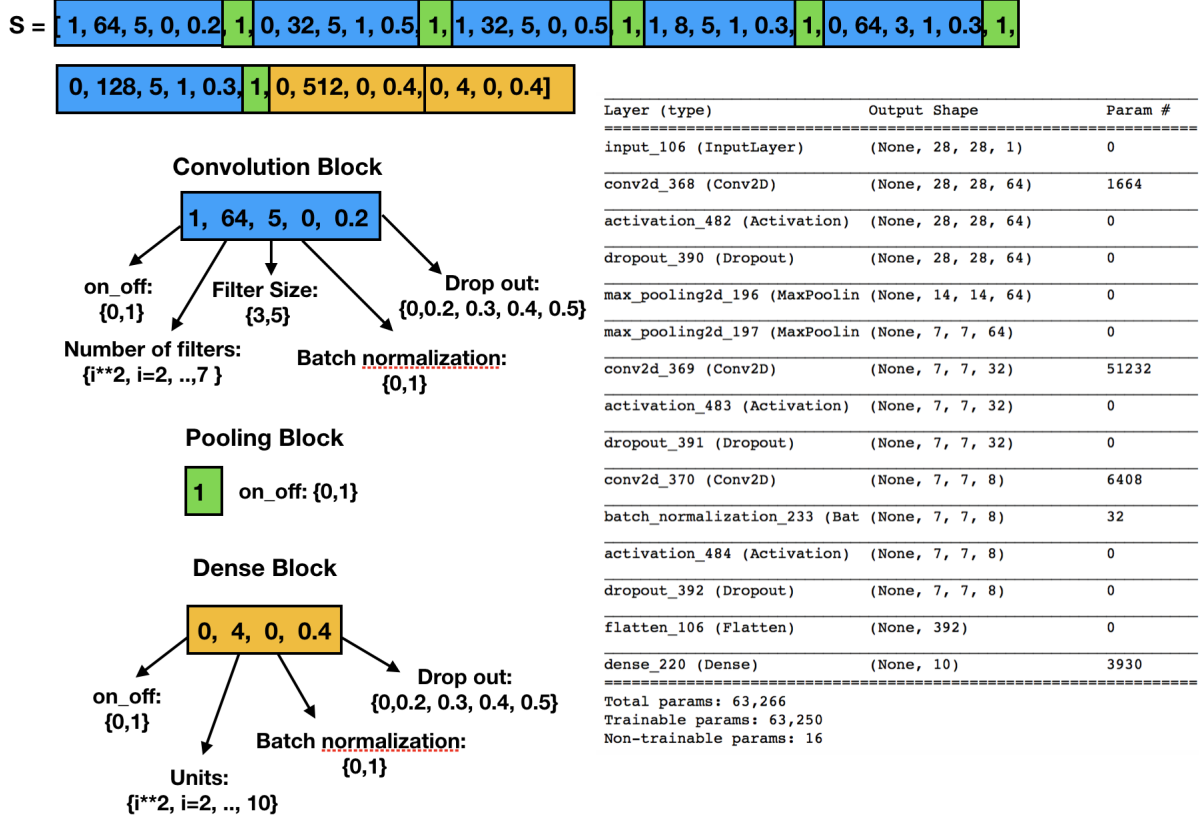 S = [ 1, 64, 5, 0, 0.2, 1, 0, 32, 5, 1, 0.5, 1, 1, 32, 5, 0, 0.5, 1, 1, 8, 5, 1, 0.3, 1, 0, 64, 3, 1, 0.3, 1,
0, 128, 5, 1, 0.3, 1, 0, 512, 0, 0.4, 0, 4, 0, 0.4]
Convolution Block
1, 64, 5, 0, 0.2
on_off:
{0,1}
Filter Size:
{3,5}
Drop out:
{0,0.2, 0.3, 0.4, 0.5}
Number of filters:
{i**2, i=2, ..,7 }
Batch normalization:
{0,1}
Pooling Block
1 on_off: {0,1}
Dense Block
0, 4, 0, 0.4
on_off:
{0,1}
Drop out:
{0,0.2, 0.3, 0.4, 0.5}
Batch normalization:
{0,1}
Units:
{i**2, i=2, .., 10}
Layer (type) Output Shape Param #
input_106 (InputLayer) (None, 28, 28, 1) 0
conv2d_368 (Conv2D) (None, 28, 28, 64) 1664
activation_482 (Activation) (None, 28, 28, 64) 0
dropout_390 (Dropout) (None, 28, 28, 64) 0
max_pooling2d_196 (MaxPoolin (None, 14, 14, 64) 0
max_pooling2d_197 (MaxPoolin (None, 7, 7, 64) 0
conv2d_369 (Conv2D) (None, 7, 7, 32) 51232
activation_483 (Activation) (None, 7, 7, 32) 0
dropout_391 (Dropout) (None, 7, 7, 32) 0
conv2d_370 (Conv2D) (None, 7, 7, 8) 6408
batch_normalization_233 (Bat (None, 7, 7, 8) 32
activation_484 (Activation) (None, 7, 7, 8) 0
dropout_392 (Dropout) (None, 7, 7, 8) 0
flatten_106 (Flatten) (None, 392) 0
dense_220 (Dense) (None, 10) 3930
Total params: 63,266
Trainable params: 63,250
Non-trainable params: 16